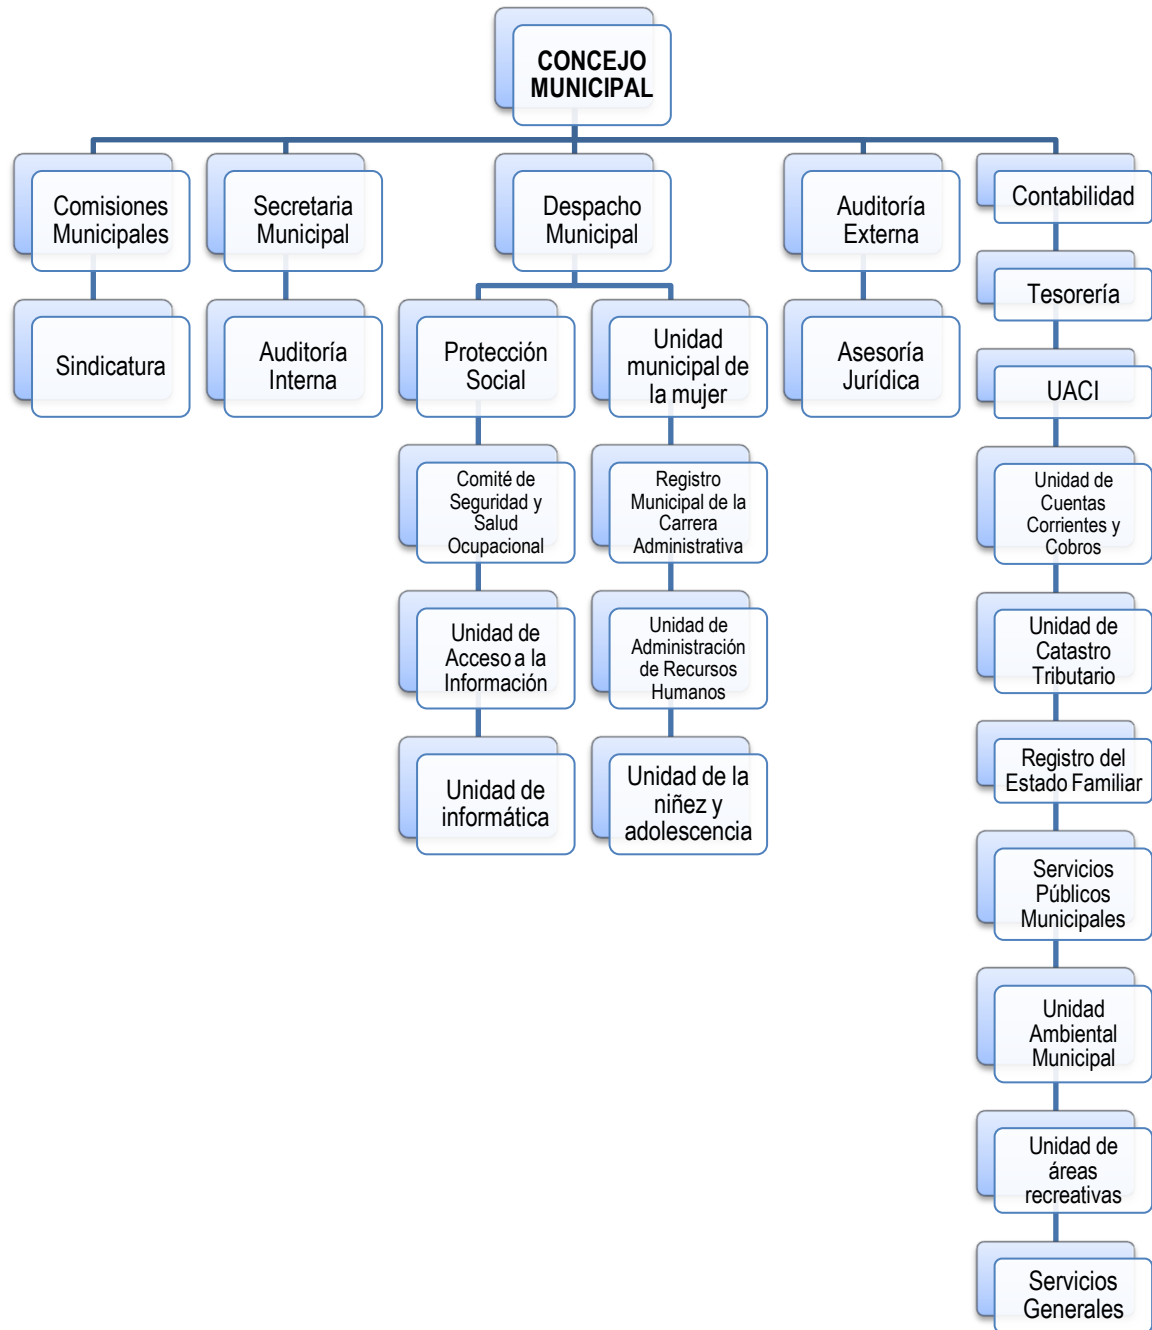 CONCEJO
MUNICIPAL
Comisiones
Municipales
Secretaria
Municipal
Despacho
Municipal
Auditoría
Externa
Contabilidad
Sindicatura
Auditoría
Interna
Protección
Social
Unidad
municipal de
la mujer
Asesoría
Jurídica
Tesorería
UACI
Comité de
Seguridad y
Salud
Ocupacional
Registro
Municipal de la
Carrera
Administrativa
Unidad de
Cuentas
Corrientes y
Cobros
Unidad de
Acceso a la
Información
Unidad de
Administración
de Recursos
Humanos
Unidad de
Catastro
Tributario
Unidad de
informática
Unidad de la
niñez y
adolescencia
Registro del
Estado Familiar
Servicios
Públicos
Municipales
Unidad
Ambiental
Municipal
Unidad de
áreas
recreativas
Servicios
Generales